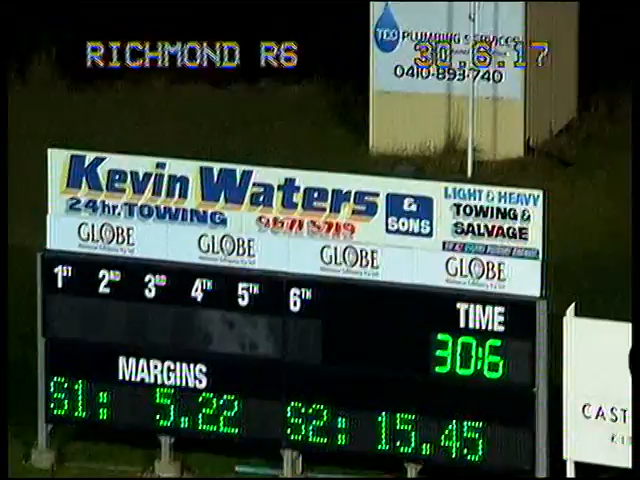 RICHMOND R6 30.6.17
TCO PLUMBING SERVICES
0410-893-740
Kevin Waters & SONS
24hr. TOWING
LIGHT & HEAVY
TOWING &
SALVAGE
GLOBE GLOBE GLOBE GLOBE
1ST 2ND 3RD 4TH 5TH 6TH
TIME
30:6
MARGINS
S1: 5.22 S2: 15.45
CAST